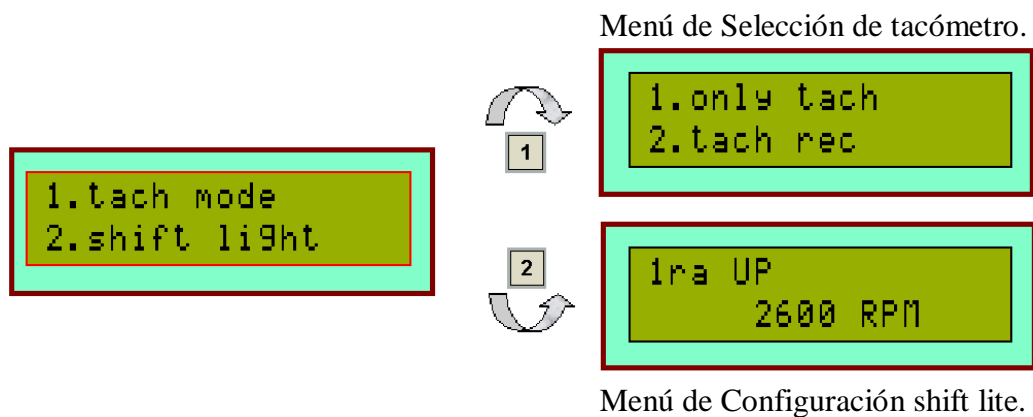 Menú de Selección de tacómetro.
1.only tach
2.tach rec
1
1.tach mode
2.shift light
2
1ra UP
2600 RPM
Menú de Configuración shift lite.